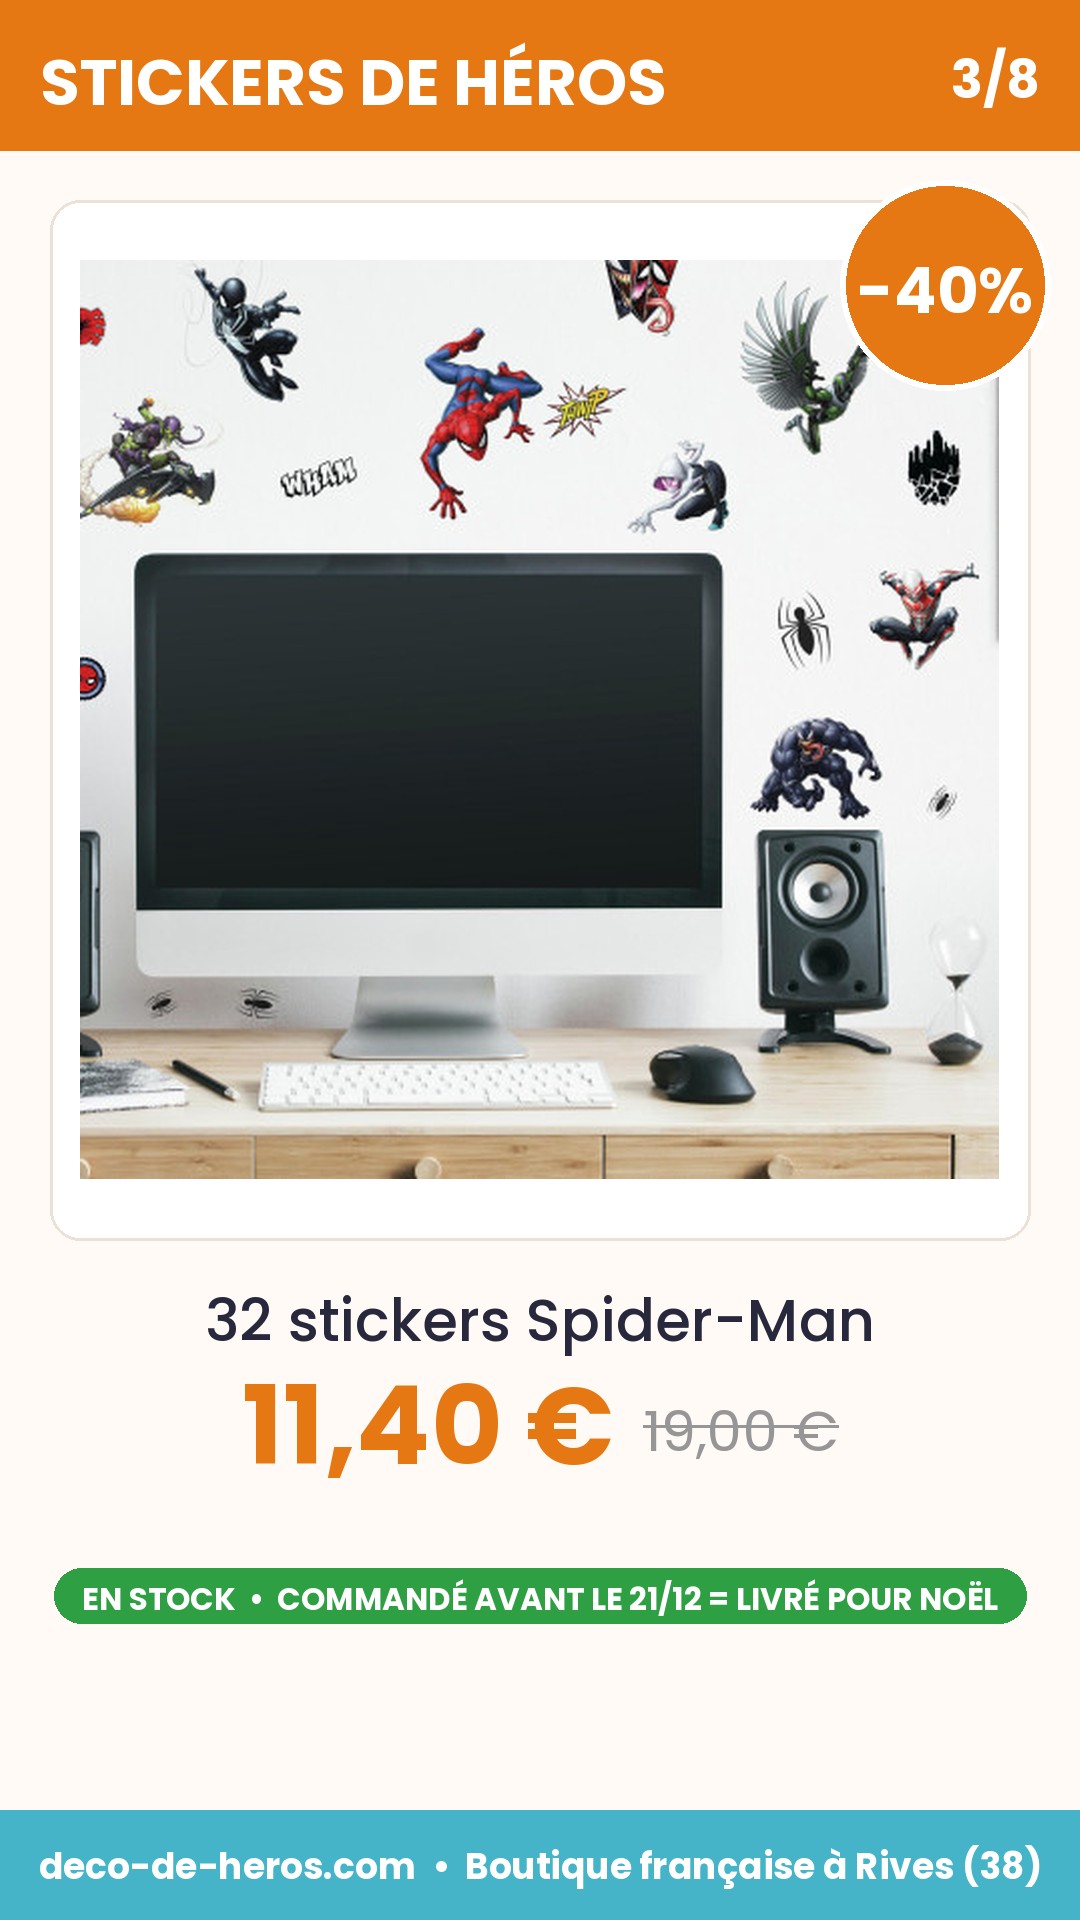 STICKERS DE HÉROS
3/8
-40%
WHAM
THWIP
32 stickers Spider-Man
11,40 € 19,00 €
EN STOCK • COMMANDÉ AVANT LE 21/12 = LIVRÉ POUR NOËL
deco-de-heros.com • Boutique française à Rives (38)